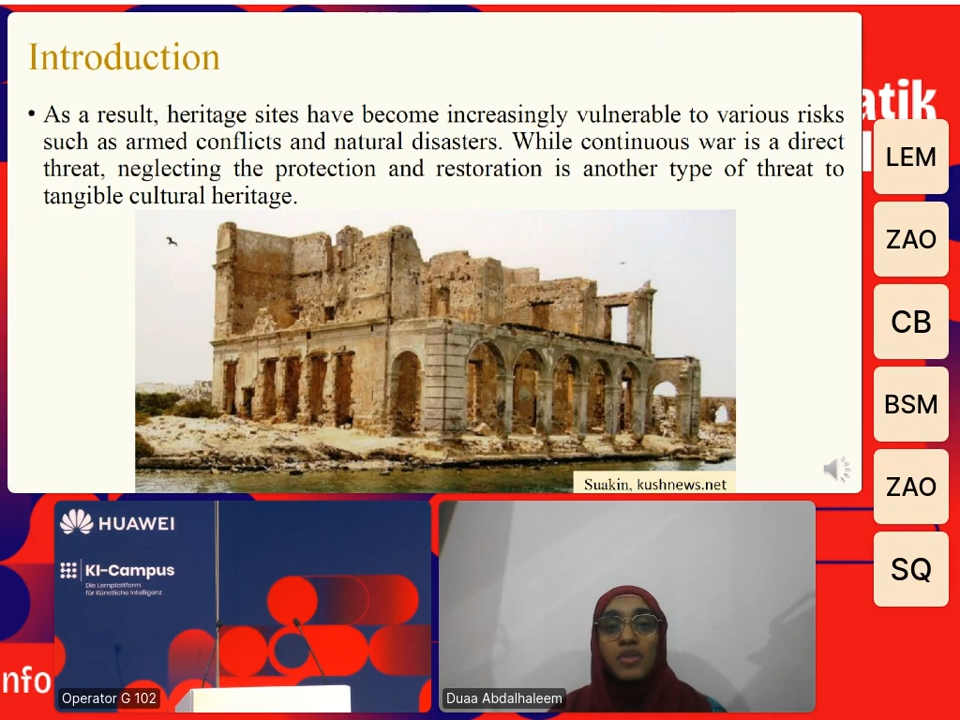 Introduction
• As a result, heritage sites have become increasingly vulnerable to various risks
such as armed conflicts and natural disasters. While continuous war is a direct
threat, neglecting the protection and restoration is another type of threat to
tangible cultural heritage.
Suakin, kushnews.net
atik
LEM
ZAO
CB
BSM
ZAO
SQ
HUAWEI
KI-Campus
Die Lernplattform
für Künstliche Intelligenz
nfo
Operator G 102
Duaa Abdalhaleem